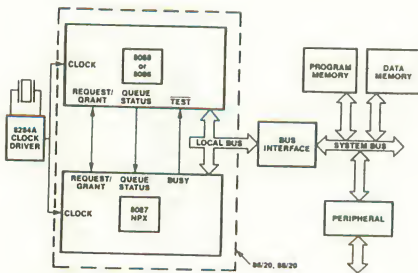 8088
or
8086
CLOCK
REQUEST/
GRANT
QUEUE
STATUS
TEST
8284A
CLOCK
DRIVER
PROGRAM
MEMORY
DATA
MEMORY
LOCAL BUS
BUS
INTERFACE
SYSTEM BUS
REQUEST/
GRANT
QUEUE
STATUS
BUSY
CLOCK
8087
NPX
PERIPHERAL
86/20, 88/20